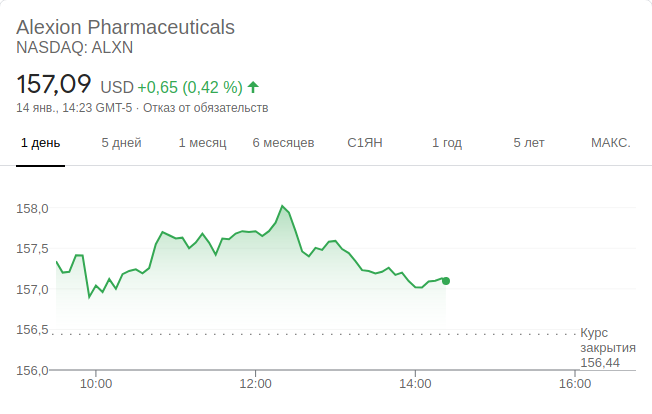 Alexion Pharmaceuticals
NASDAQ: ALXN
157,09 USD +0,65 (0,42 %)
14 янв., 14:23 GMT-5 · Отказ от обязательств
1 день 5 дней 1 месяц 6 месяцев С1ЯН 1 год 5 лет МАКС.
158,0
157,5
157,0
156,5
Курс
закрытия
156,44
156,0
10:00 12:00 14:00 16:00